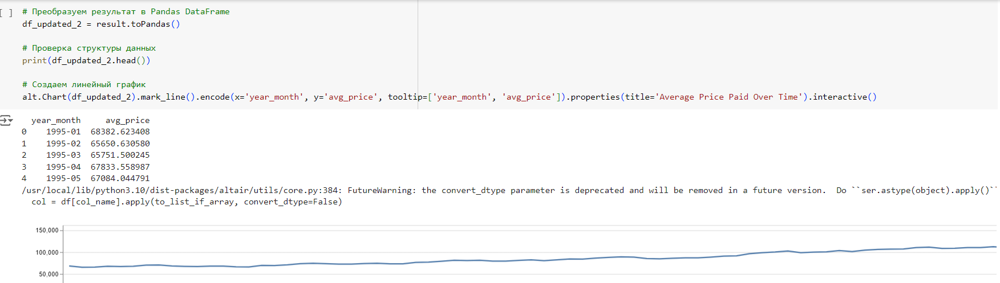 [ ]
# Преобразуем результат в Pandas DataFrame
df_updated_2 = result.toPandas()
# Проверка структуры данных
print(df_updated_2.head())
# Создаем линейный график
alt.Chart(df_updated_2).mark_line().encode(x='year_month', y='avg_price', tooltip=['year_month', 'avg_price']).properties(title='Average Price Paid Over Time').interactive()
year_month avg_price
0 1995-01 68382.623408
1 1995-02 65650.630580
2 1995-03 65751.500245
3 1995-04 67833.558987
4 1995-05 67084.044791
/usr/local/lib/python3.10/dist-packages/altair/utils/core.py:384: FutureWarning: the convert_dtype parameter is deprecated and will be removed in a future version.  Do ``ser.astype(object).apply()``
col = df[col_name].apply(to_list_if_array, convert_dtype=False)
150,000
100,000
50,000